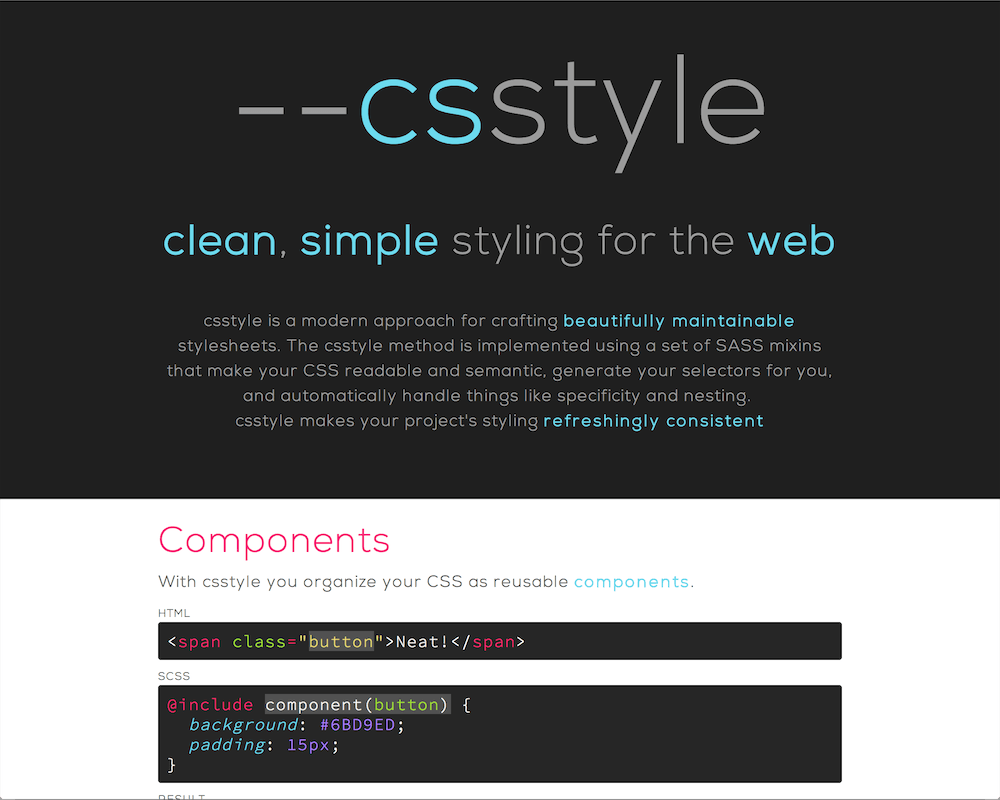 --csstyle
clean, simple styling for the web
csstyle is a modern approach for crafting beautifully maintainable
stylesheets. The csstyle method is implemented using a set of SASS mixins
that make your CSS readable and semantic, generate your selectors for you,
and automatically handle things like specificity and nesting.
csstyle makes your project's styling refreshingly consistent
Components
With csstyle you organize your CSS as reusable components.
HTML
<span class="button">Neat!</span>
SCSS
@include component(button) {
background: #6BD9ED;
padding: 15px;
}
RESULT